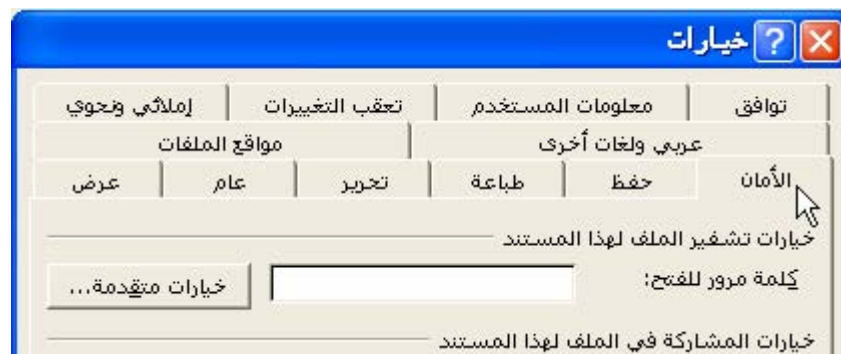 خيارات
توافق معلومات المستخدم تعقب التغييرات إملائي ونحوي
عربي ولغات أخرى مواقع الملفات
الأمان حفظ طباعة تحرير عام عرض
خيارات تشفير الملف لهذا المستند
كلمة مرور للفتح: خيارات متقدمة...
خيارات المشاركة في الملف لهذا المستند